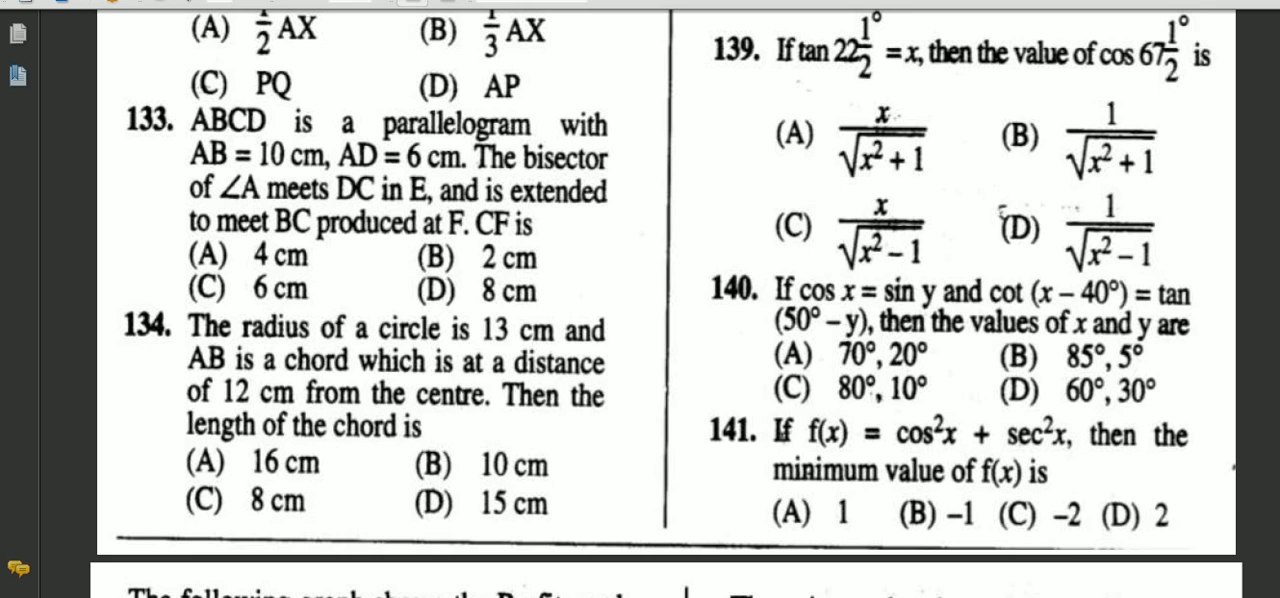 (A) 1/2 AX (B) 1/3 AX
(C) PQ (D) AP
133. ABCD is a parallelogram with
AB = 10 cm, AD = 6 cm. The bisector
of ∠A meets DC in E, and is extended
to meet BC produced at F. CF is
(A) 4 cm (B) 2 cm
(C) 6 cm (D) 8 cm
134. The radius of a circle is 13 cm and
AB is a chord which is at a distance
of 12 cm from the centre. Then the
length of the chord is
(A) 16 cm (B) 10 cm
(C) 8 cm (D) 15 cm
139. If tan 22 1/2° = x, then the value of cos 67 1/2° is
(A) x/√(x² + 1) (B) 1/√(x² + 1)
(C) x/√(x² – 1) (D) 1/√(x² – 1)
140. If cos x = sin y and cot (x – 40°) = tan
(50° – y), then the values of x and y are
(A) 70°, 20° (B) 85°, 5°
(C) 80°, 10° (D) 60°, 30°
141. If f(x) = cos²x + sec²x, then the
minimum value of f(x) is
(A) 1 (B) –1 (C) –2 (D) 2
The following graph shows the